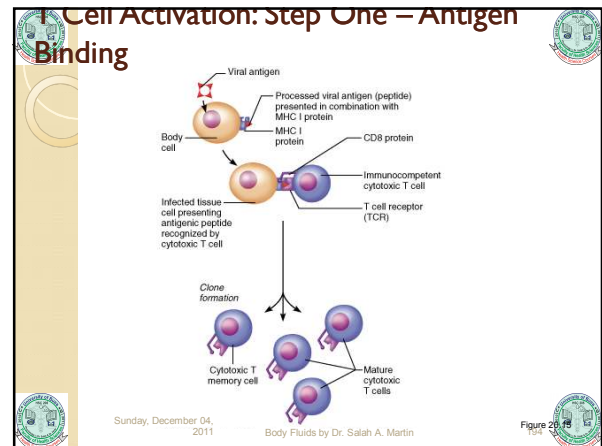 T Cell Activation: Step One – Antigen
Binding
Viral antigen
Processed viral antigen (peptide)
presented in combination with
MHC I protein
MHC I
protein
Body
cell
CD8 protein
Immunocompetent
cytotoxic T cell
T cell receptor
(TCR)
Infected tissue
cell presenting
antigenic peptide
recognized by
cytotoxic T cell
Clone
formation
Cytotoxic T
memory cell
Mature
cytotoxic
T cells
Sunday, December 04,
2011
Body Fluids by Dr. Salah A. Martin
Figure 20.15
194